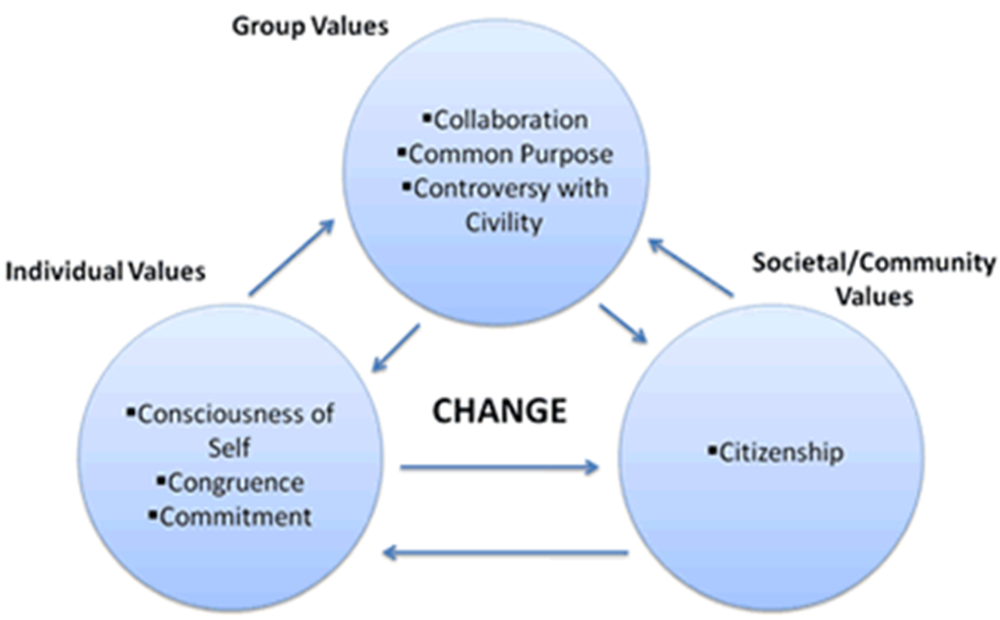 Group Values
▪Collaboration
▪Common Purpose
▪Controversy with
Civility
Individual Values
Societal/Community
Values
▪Consciousness of
Self
▪Congruence
▪Commitment
CHANGE
▪Citizenship